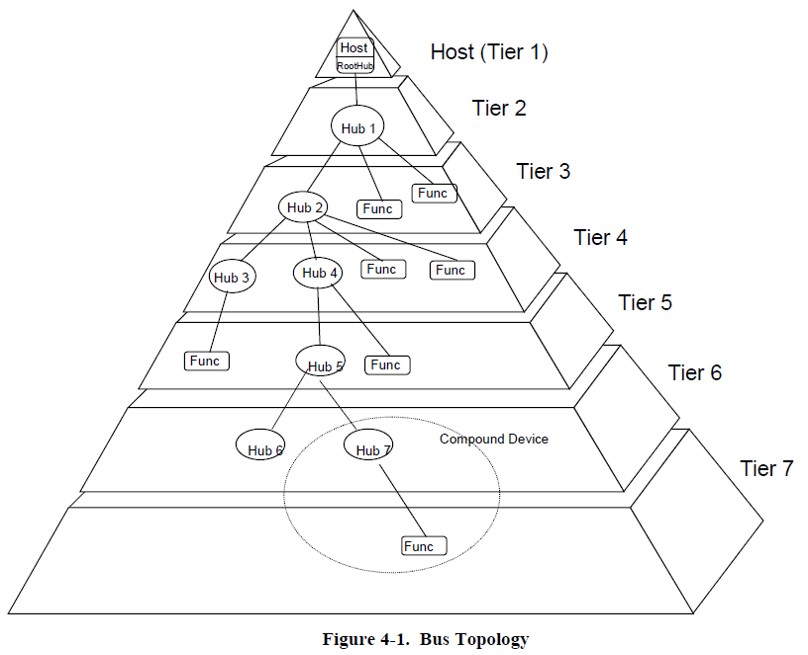 Host
RootHub
Host (Tier 1)
Hub 1
Tier 2
Hub 2
Func
Func
Tier 3
Hub 3
Hub 4
Func
Func
Tier 4
Func
Hub 5
Func
Tier 5
Hub 6
Hub 7
Compound Device
Tier 6
Func
Tier 7
Figure 4-1. Bus Topology